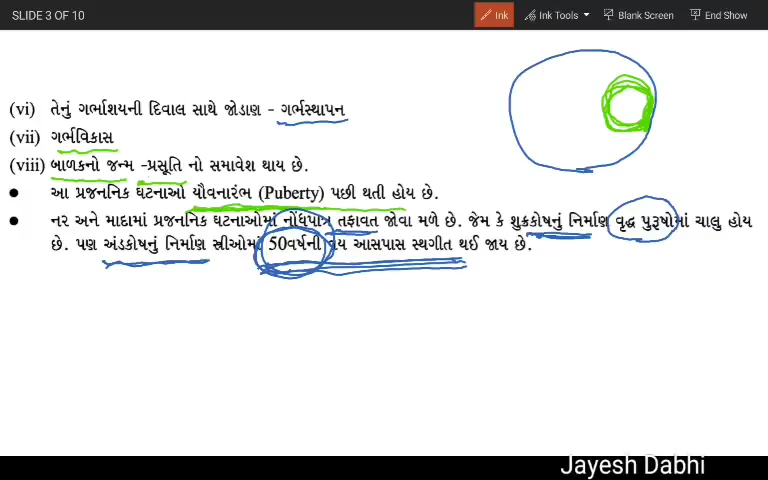 SLIDE 3 OF 10
Ink
Ink Tools
Blank Screen
End Show
(vi) તેનું ગર્ભાશયની દિવાલ સાથે જોડાણ - ગર્ભસ્થાપન
(vii) ગર્ભવિકાસ
(viii) બાળકનો જન્મ -પ્રસૂતિ નો સમાવેશ થાય છે.
● આ પ્રજનનિક ઘટનાઓ યૌવનારંભ (Puberty) પછી થતી હોય છે.
● નર અને માદામાં પ્રજનનિક ઘટનાઓમાં નોંધપાત્ર તફાવત જોવા મળે છે. જેમ કે શુક્રકોષનું નિર્માણ વૃદ્ધ પુરૂષોમાં ચાલુ હોય
છે. પણ અંડકોષનું નિર્માણ સ્ત્રીઓમાં 50વર્ષની વય આસપાસ સ્થગીત થઈ જાય છે.
Jayesh Dabhi